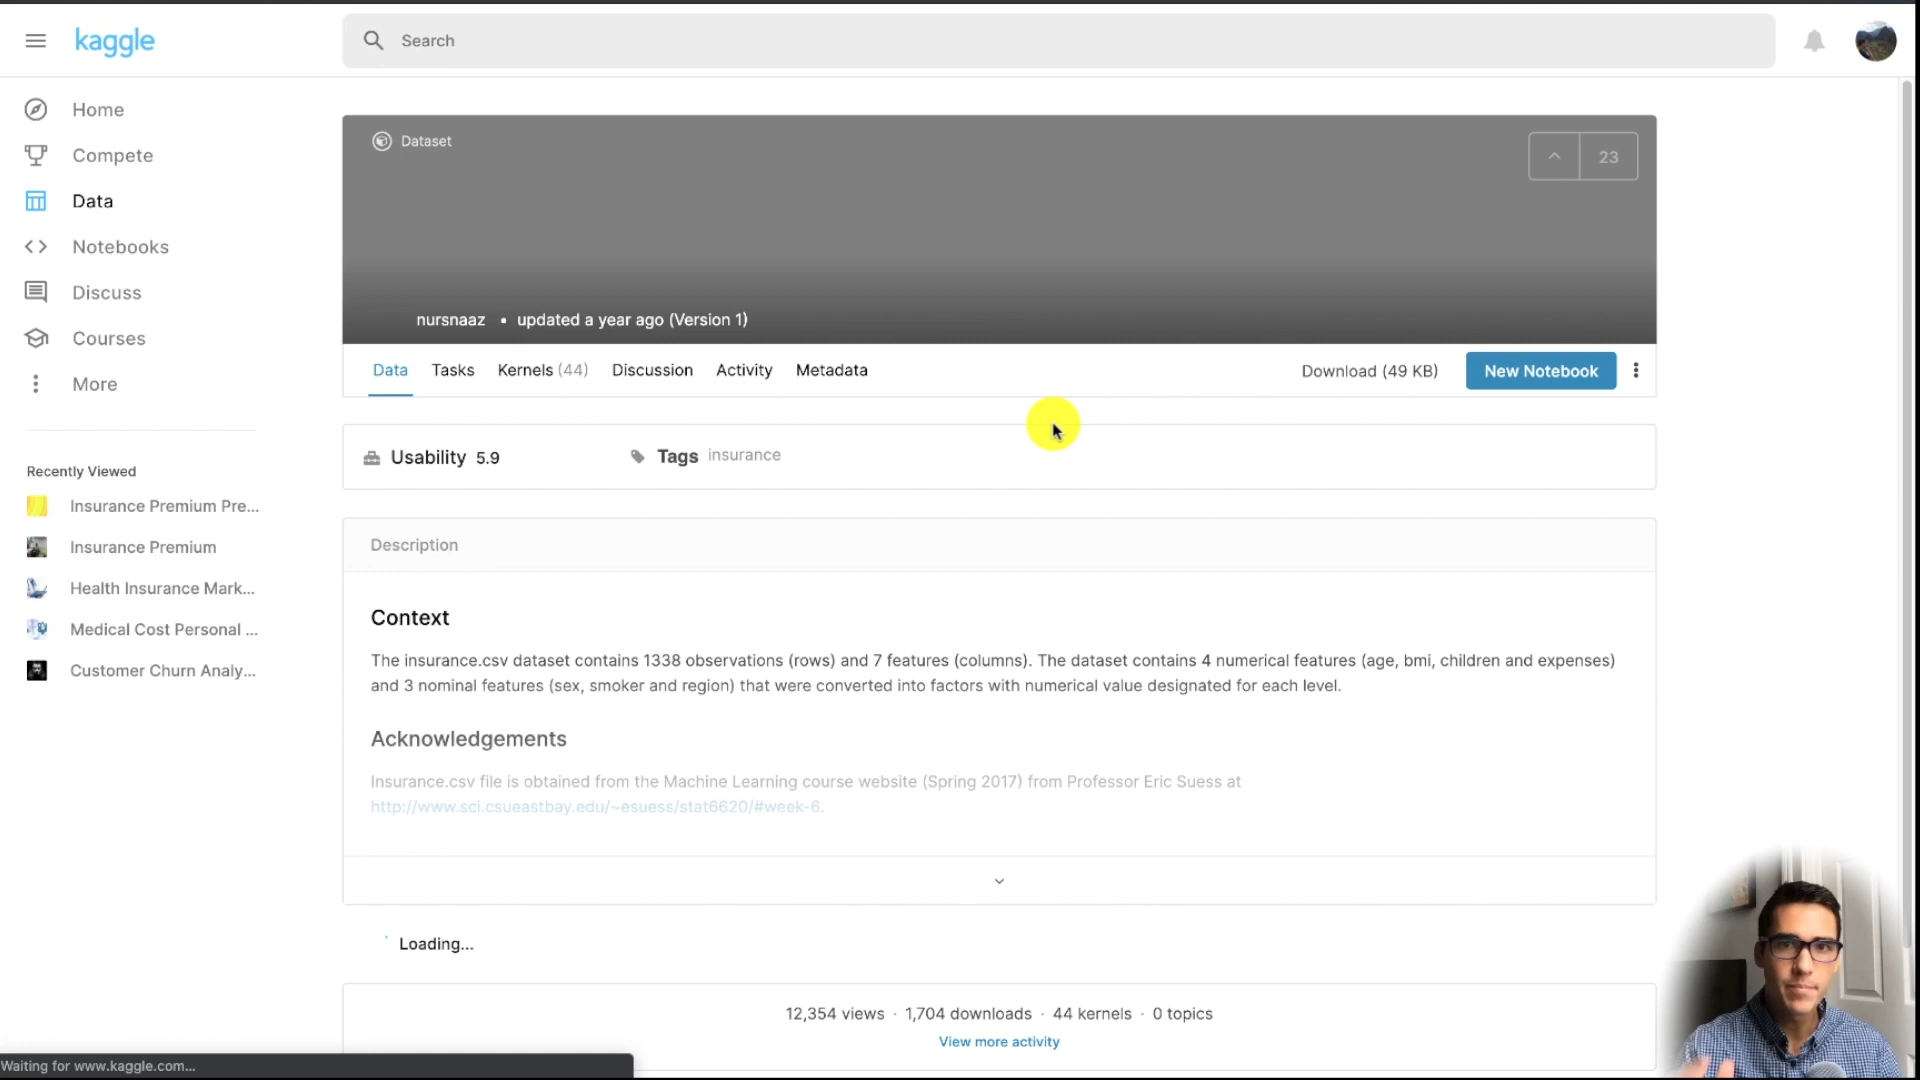 kaggle
Search
Home
Compete
Data
Notebooks
Discuss
Courses
More
Recently Viewed
Insurance Premium Pre...
Insurance Premium
Health Insurance Mark...
Medical Cost Personal ...
Customer Churn Analy...
Dataset
23
nursnaaz • updated a year ago (Version 1)
Data Tasks Kernels (44) Discussion Activity Metadata Download (49 KB) New Notebook
Usability 5.9 Tags insurance
Description
Context
The insurance.csv dataset contains 1338 observations (rows) and 7 features (columns). The dataset contains 4 numerical features (age, bmi, children and expenses)
and 3 nominal features (sex, smoker and region) that were converted into factors with numerical value designated for each level.
Acknowledgements
Insurance.csv file is obtained from the Machine Learning course website (Spring 2017) from Professor Eric Suess at
http://www.sci.csueastbay.edu/~esuess/stat6620/#week-6.
Loading...
12,354 views · 1,704 downloads · 44 kernels · 0 topics
View more activity
Waiting for www.kaggle.com...